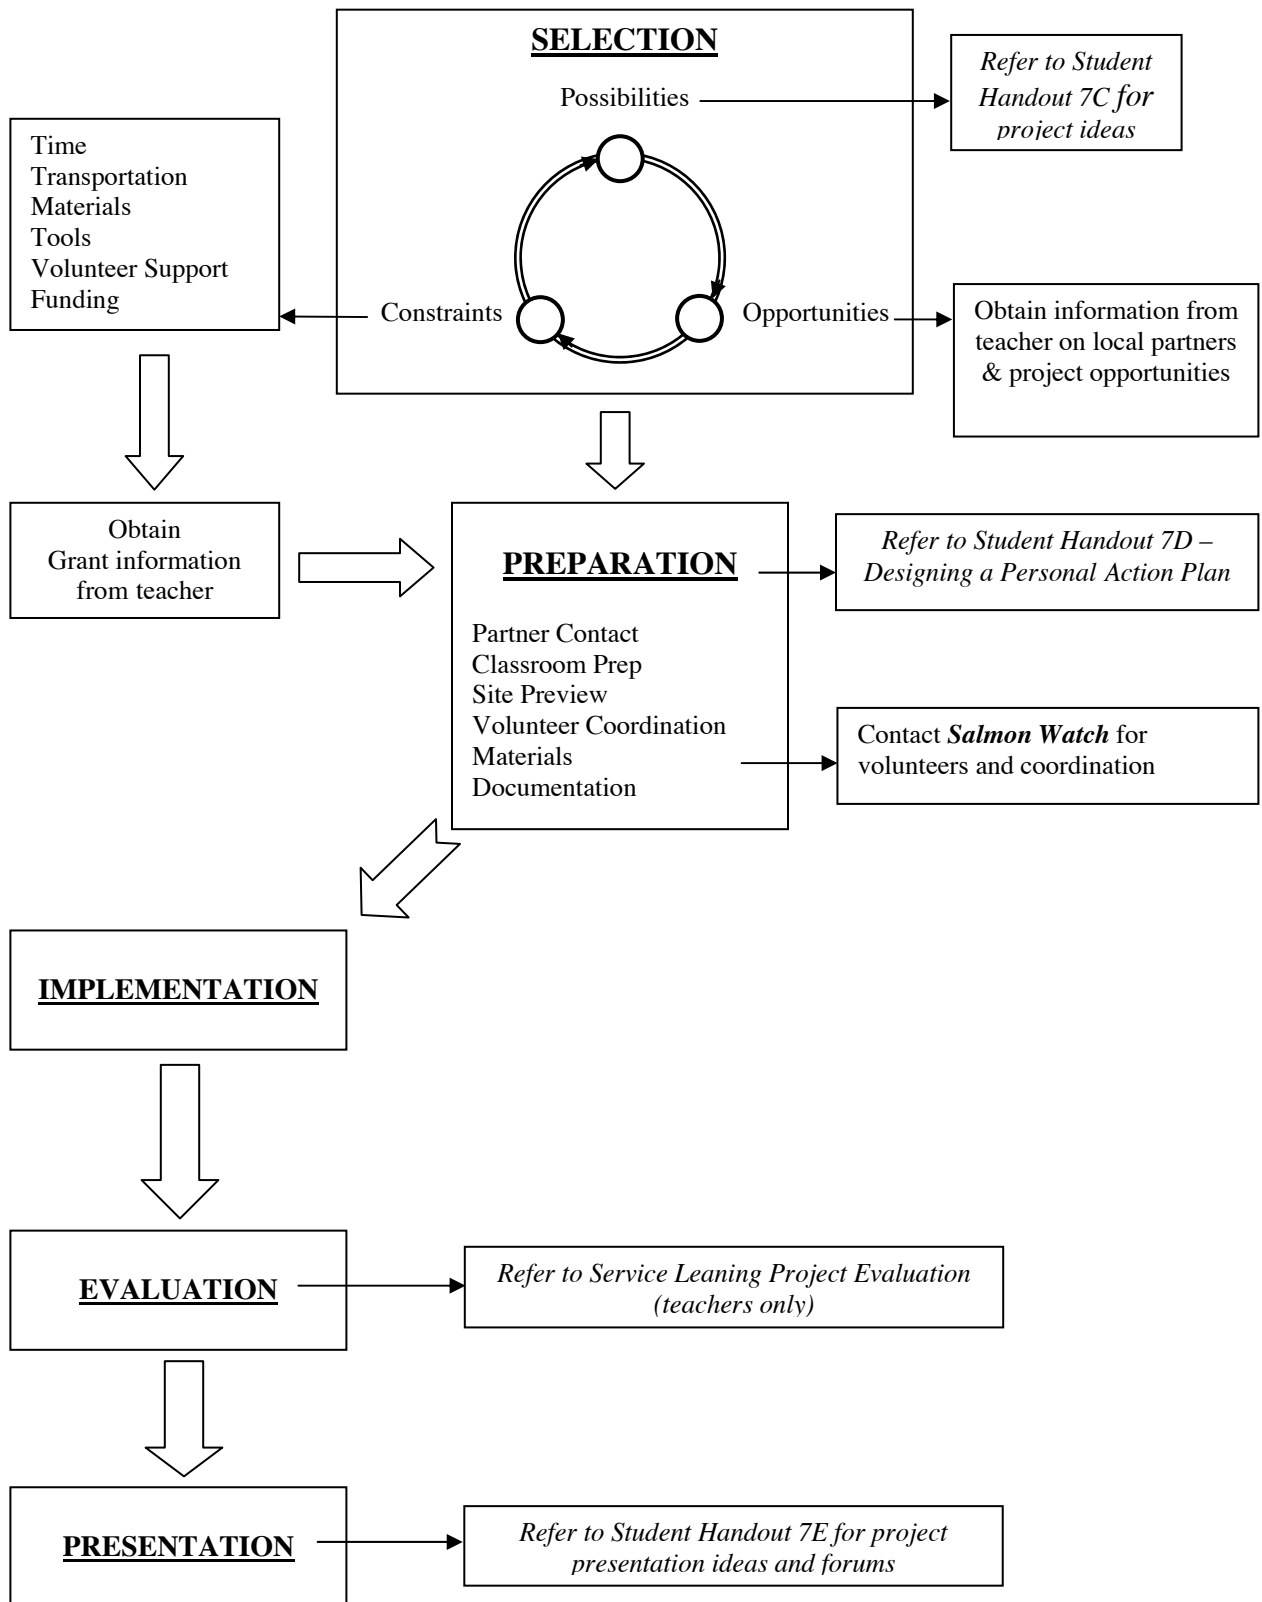 SELECTION
Possibilities
Refer to Student
Handout 7C for
project ideas
Time
Transportation
Materials
Tools
Volunteer Support
Funding
Constraints
Opportunities
Obtain information from
teacher on local partners
& project opportunities
Obtain
Grant information
from teacher
PREPARATION
Partner Contact
Classroom Prep
Site Preview
Volunteer Coordination
Materials
Documentation
Refer to Student Handout 7D –
Designing a Personal Action Plan
Contact Salmon Watch for
volunteers and coordination
IMPLEMENTATION
EVALUATION
Refer to Service Leaning Project Evaluation
(teachers only)
PRESENTATION
Refer to Student Handout 7E for project
presentation ideas and forums